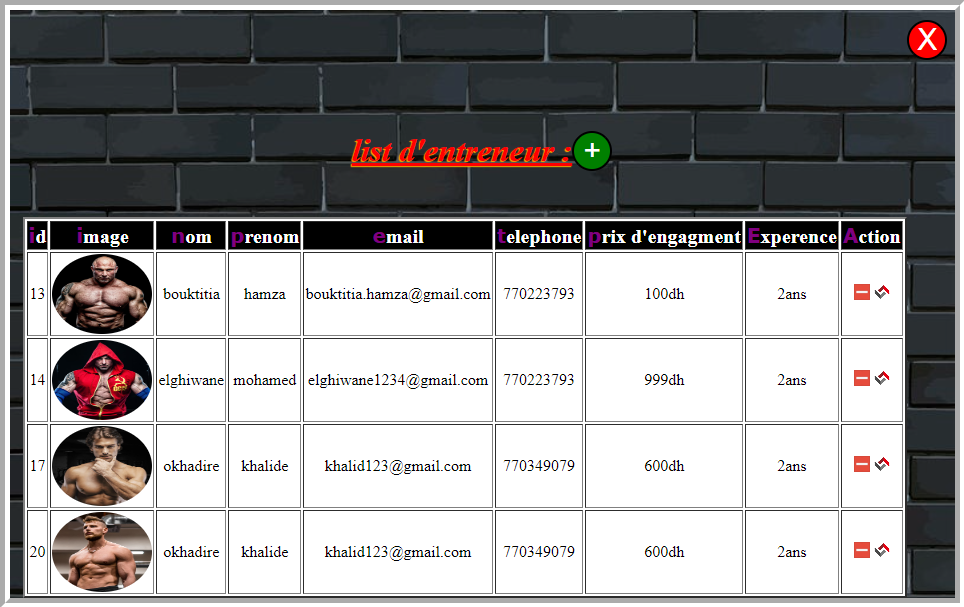 X
list d'entreneur : +
id image nom prenom email telephone prix d'engagment Experence Action
13 bouktitia hamza bouktitia.hamza@gmail.com 770223793 100dh 2ans
14 elghiwane mohamed elghiwane1234@gmail.com 770223793 999dh 2ans
17 okhadire khalide khalid123@gmail.com 770349079 600dh 2ans
20 okhadire khalide khalid123@gmail.com 770349079 600dh 2ans